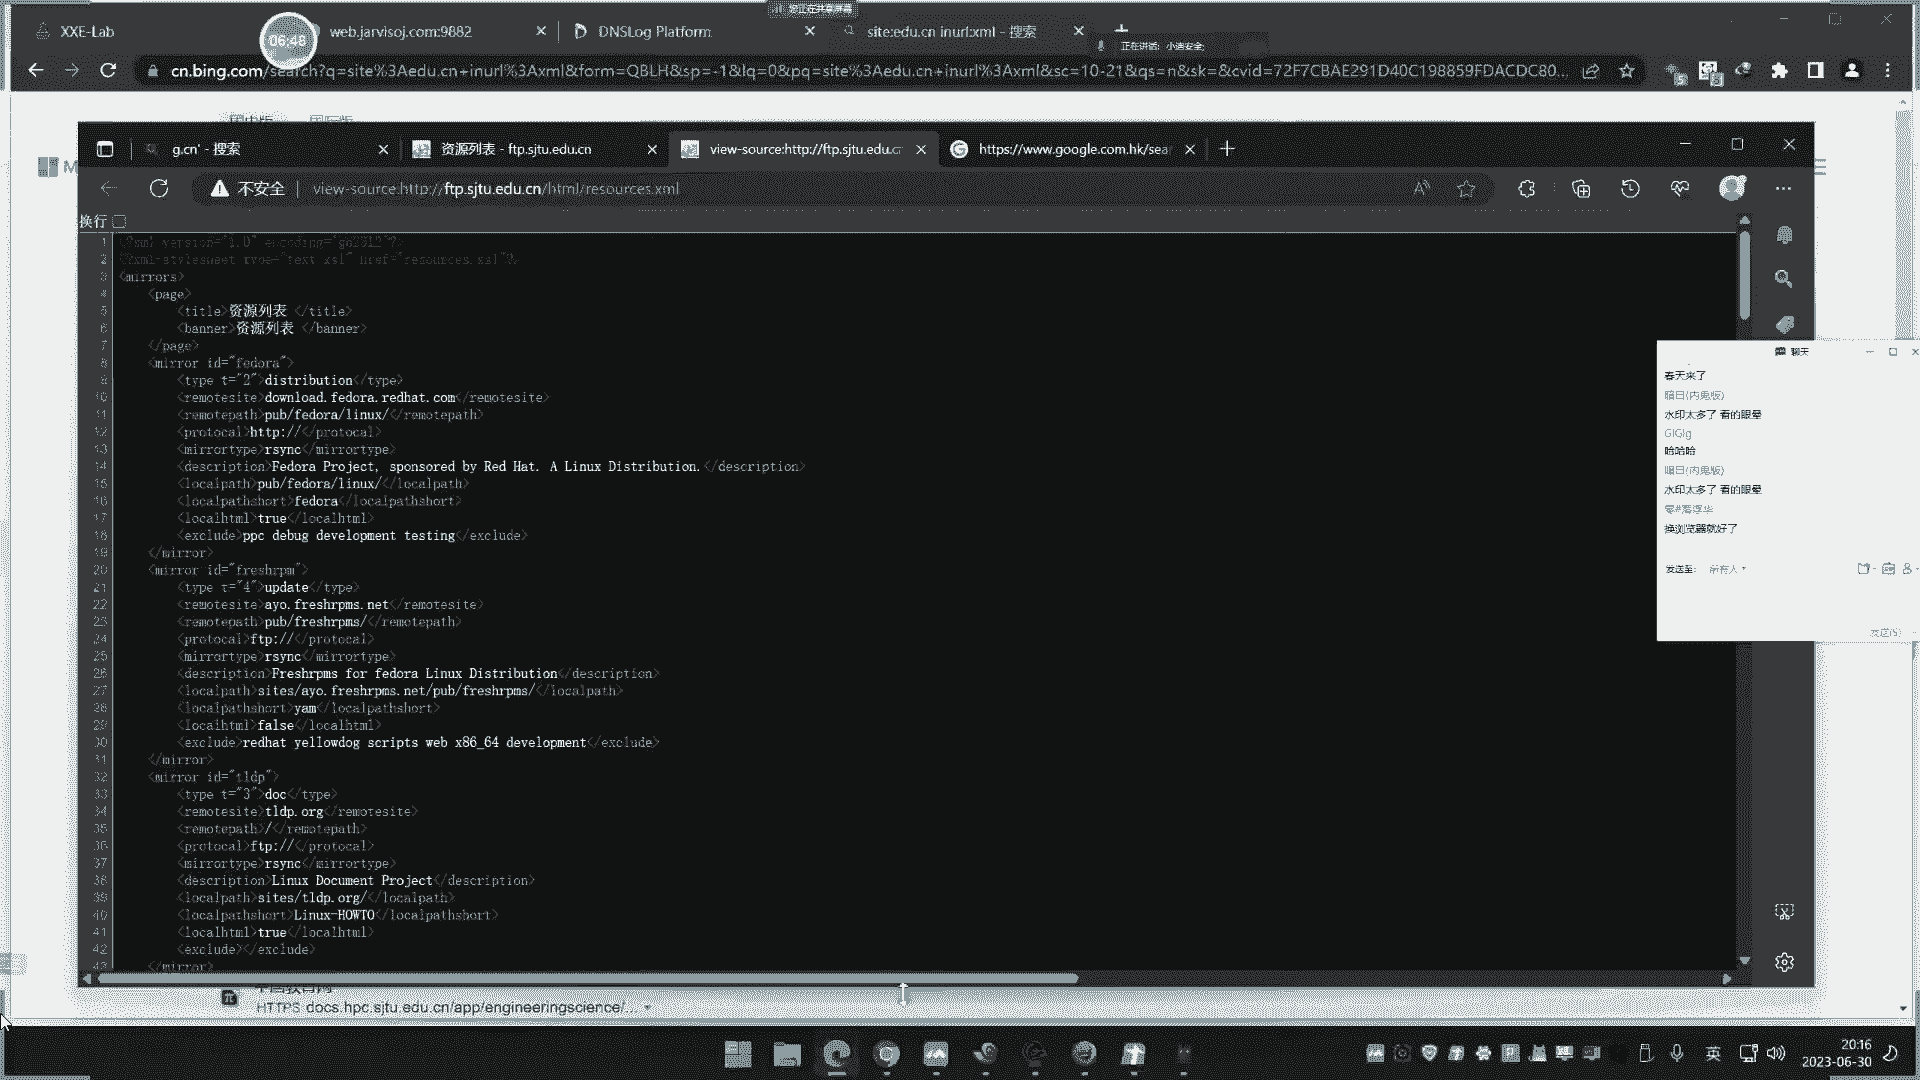 您正在共享屏幕
XXE-Lab
06:48
web.jarvisoj.com:9882
DNSLog Platform
site:edu.cn inurl:xml - 搜索
正在讲话: 小迪安全;
cn.bing.com/search?q=site%3Aedu.cn+inurl%3Axml&form=QBLH&sp=-1&lq=0&pq=site%3Aedu.cn+inurl%3Axml&sc=10-21&qs=n&sk=&cvid=72F7CBAE291D40C198859FDACDC80...
g.cn' - 搜索
资源列表 - ftp.sjtu.edu.cn
view-source:http://ftp.sjtu.edu.c
https://www.google.com.hk/sea
不安全
view-source:http://ftp.sjtu.edu.cn/html/resources.xml
换行
1 <?xml version="1.0" encoding="gb2312"?>
2 <?xml-stylesheet type="text/xsl" href="resources.xsl"?>
3 <mirrors>
4 <page>
5 <title>资源列表 </title>
6 <banner>资源列表 </banner>
7 </page>
8 <mirror id="fedora">
9 <type t="2">distribution</type>
10 <remotesite>download.fedora.redhat.com</remotesite>
11 <remotepath>pub/fedora/linux/</remotepath>
12 <protocal>http://</protocal>
13 <mirrortype>rsync</mirrortype>
14 <description>Fedora Project, sponsored by Red Hat. A Linux Distribution.</description>
15 <localpath>pub/fedora/linux/</localpath>
16 <localpathshort>fedora</localpathshort>
17 <localhtml>true</localhtml>
18 <exclude>ppc debug development testing</exclude>
19 </mirror>
20 <mirror id="freshrpm">
21 <type t="4">update</type>
22 <remotesite>ayo.freshrpms.net</remotesite>
23 <remotepath>pub/freshrpms/</remotepath>
24 <protocal>ftp://</protocal>
25 <mirrortype>rsync</mirrortype>
26 <description>Freshrpms for fedora Linux Distribution</description>
27 <localpath>sites/ayo.freshrpms.net/pub/freshrpms/</localpath>
28 <localpathshort>yam</localpathshort>
29 <localhtml>false</localhtml>
30 <exclude>redhat yellowdog scripts web x86_64 development</exclude>
31 </mirror>
32 <mirror id="tldp">
33 <type t="3">doc</type>
34 <remotesite>tldp.org</remotesite>
35 <remotepath>/</remotepath>
36 <protocal>ftp://</protocal>
37 <mirrortype>rsync</mirrortype>
38 <description>Linux Document Project</description>
39 <localpath>sites/tldp.org/</localpath>
40 <localpathshort>Linux-HOWTO</localpathshort>
41 <localhtml>true</localhtml>
42 <exclude></exclude>
43 </mirror>
聊天
春天来了
水印太多了 看的眼晕
GIGIg
哈哈哈
水印太多了 看的眼晕
换浏览器就好了
发送至: 所有人
发送(S)
HTTPS docs.hpc.sjtu.edu.cn/app/engineeringscience/...
英
20:16
2023-06-30